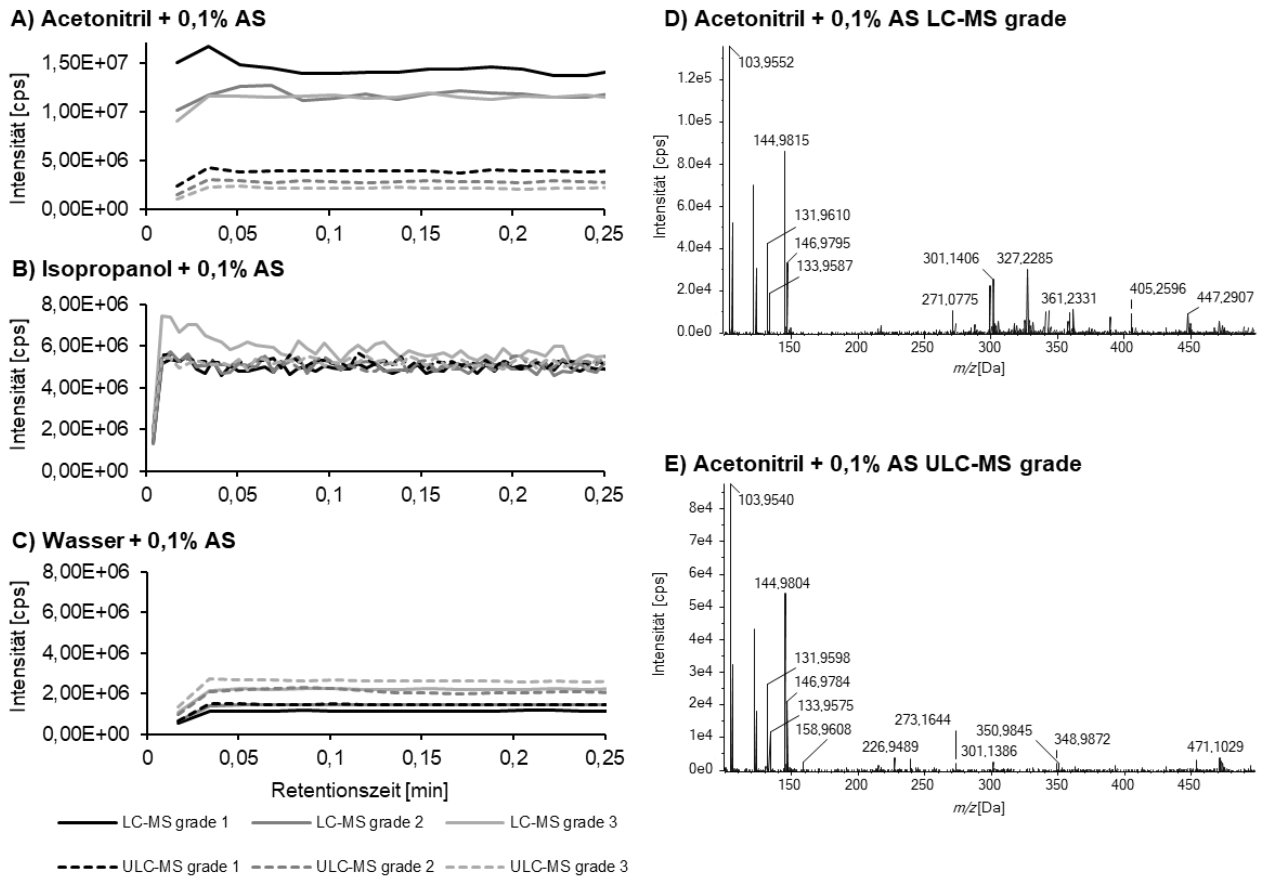 A) Acetonitril + 0,1% AS
Intensität [cps]
1,50E+07
1,00E+07
5,00E+06
0,00E+00
0
0,05
0,1
0,15
0,2
0,25
B) Isopropanol + 0,1% AS
Intensität [cps]
8,00E+06
6,00E+06
4,00E+06
2,00E+06
0,00E+00
0
0,05
0,1
0,15
0,2
0,25
C) Wasser + 0,1% AS
Intensität [cps]
8,00E+06
6,00E+06
4,00E+06
2,00E+06
0,00E+00
0
0,05
0,1
0,15
0,2
0,25
Retentionszeit [min]
LC-MS grade 1
LC-MS grade 2
LC-MS grade 3
ULC-MS grade 1
ULC-MS grade 2
ULC-MS grade 3
D) Acetonitril + 0,1% AS LC-MS grade
Intensität [cps]
1.2e5
1.0e5
8.0e4
6.0e4
4.0e4
2.0e4
0.0e0
103,9552
144,9815
131,9610
146,9795
133,9587
301,1406
327,2285
271,0775
361,2331
405,2596
447,2907
150
200
250
300
350
400
450
m/z[Da]
E) Acetonitril + 0,1% AS ULC-MS grade
Intensität [cps]
8e4
7e4
6e4
5e4
4e4
3e4
2e4
1e4
0e0
103,9540
144,9804
131,9598
146,9784
133,9575
158,9608
273,1644
226,9489
301,1386
350,9845
348,9872
471,1029
150
200
250
300
350
400
450
m/z[Da]